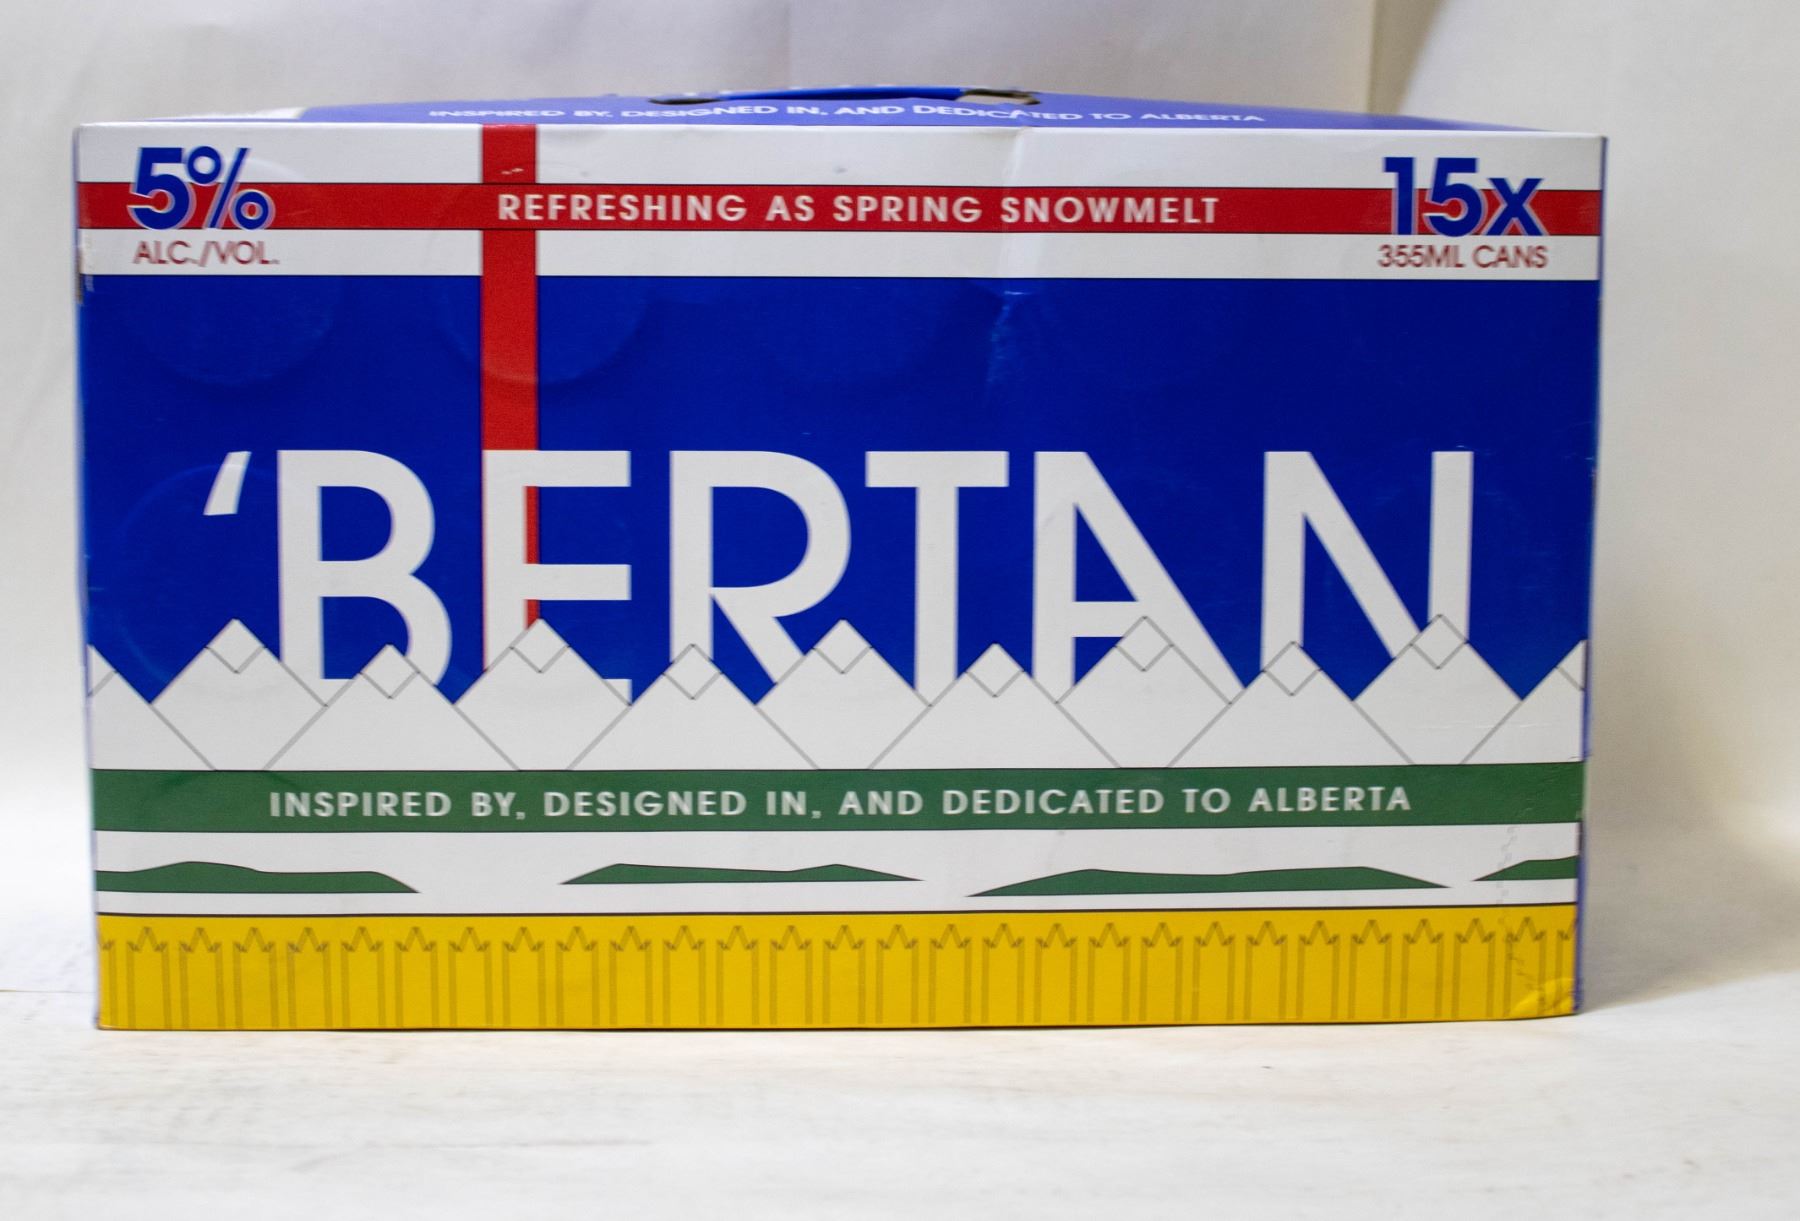 INSPIRED BY, DESIGNED IN, AND DEDICATED TO ALBERTA
5%
ALC./VOL.
REFRESHING AS SPRING SNOWMELT
15x
355ML CANS
‘BERTAN
INSPIRED BY, DESIGNED IN, AND DEDICATED TO ALBERTA